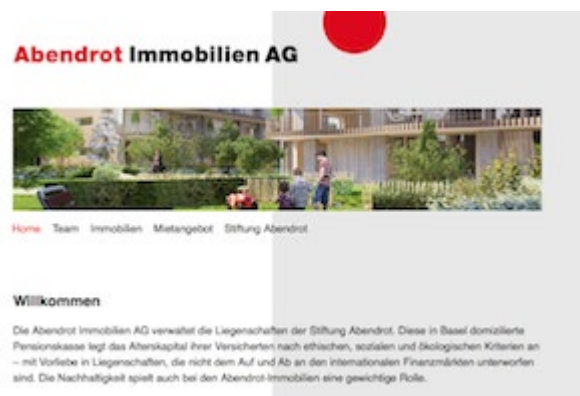 Abendrot Immobilien AG
Home Team Immobilien Mietangebot Stiftung Abendrot
Willkommen
Die Abendrot Immobilien AG verwaltet die Liegenschaften der Stiftung Abendrot. Diese in Basel domizilierte
Pensionskasse legt das Alterskapital ihrer Versicherten nach ethischen, sozialen und ökologischen Kriterien an
– mit Vorliebe in Liegenschaften, die nicht dem Auf und Ab an den internationalen Finanzmärkten unterworfen
sind. Die Nachhaltigkeit spielt auch bei den Abendrot-Immobilien eine gewichtige Rolle.